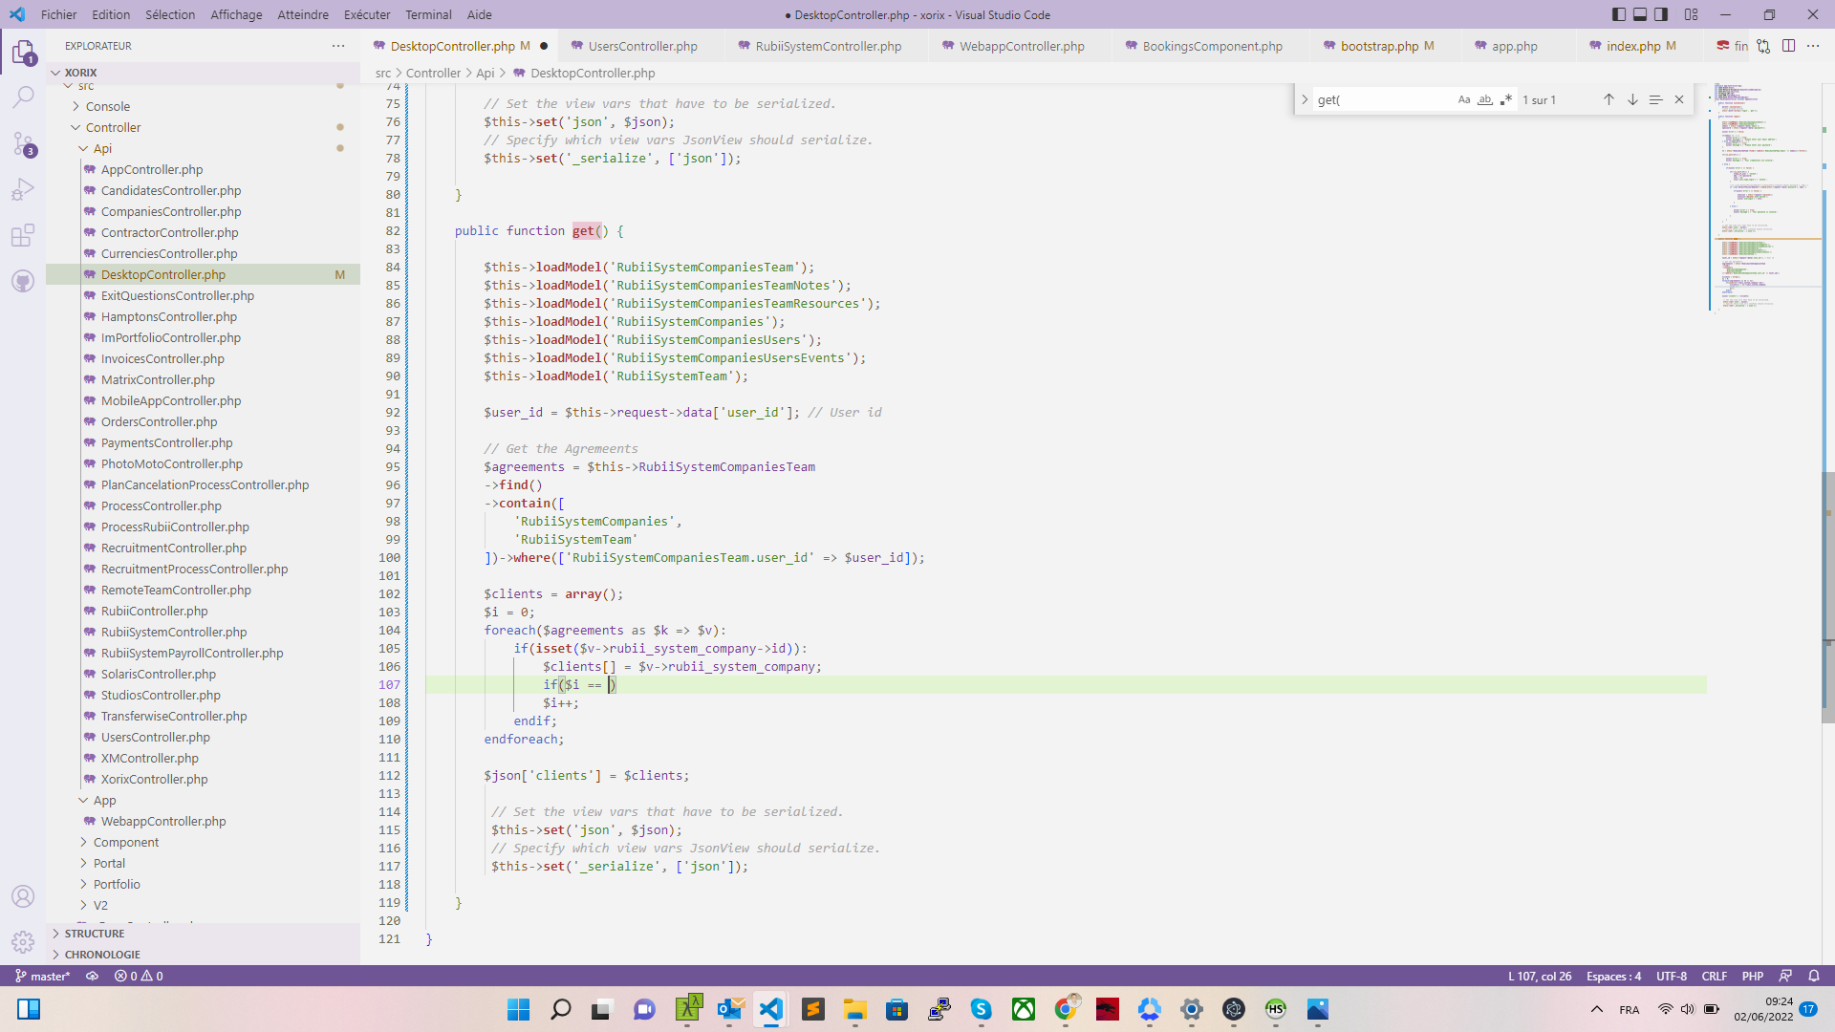 Fichier Edition Sélection Affichage Atteindre Exécuter Terminal Aide
● DesktopController.php - xorix - Visual Studio Code
EXPLORATEUR
XORIX
src
Console
Controller
Api
AppController.php
CandidatesController.php
CompaniesController.php
ContractorController.php
CurrenciesController.php
DesktopController.php M
ExitQuestionsController.php
HamptonsController.php
ImPortfolioController.php
InvoicesController.php
MatrixController.php
MobileAppController.php
OrdersController.php
PaymentsController.php
PhotoMotoController.php
PlanCancelationProcessController.php
ProcessController.php
ProcessRubiiController.php
RecruitmentController.php
RecruitmentProcessController.php
RemoteTeamController.php
RubiiController.php
RubiiSystemController.php
RubiiSystemPayrollController.php
SolarisController.php
StudiosController.php
TransferwiseController.php
UsersController.php
XMController.php
XorixController.php
App
WebappController.php
Component
Portal
Portfolio
V2
STRUCTURE
CHRONOLOGIE
1
3
DesktopController.php M UsersController.php RubiiSystemController.php WebappController.php BookingsComponent.php bootstrap.php M app.php index.php M fin
src > Controller > Api > DesktopController.php
get( Aa ab .* 1 sur 1
74
75 // Set the view vars that have to be serialized.
76 $this->set('json', $json);
77 // Specify which view vars JsonView should serialize.
78 $this->set('_serialize', ['json']);
79
80 }
81
82 public function get() {
83
84 $this->loadModel('RubiiSystemCompaniesTeam');
85 $this->loadModel('RubiiSystemCompaniesTeamNotes');
86 $this->loadModel('RubiiSystemCompaniesTeamResources');
87 $this->loadModel('RubiiSystemCompanies');
88 $this->loadModel('RubiiSystemCompaniesUsers');
89 $this->loadModel('RubiiSystemCompaniesUsersEvents');
90 $this->loadModel('RubiiSystemTeam');
91
92 $user_id = $this->request->data['user_id']; // User id
93
94 // Get the Agremeents
95 $agreements = $this->RubiiSystemCompaniesTeam
96 ->find()
97 ->contain([
98 'RubiiSystemCompanies',
99 'RubiiSystemTeam'
100 ])->where(['RubiiSystemCompaniesTeam.user_id' => $user_id]);
101
102 $clients = array();
103 $i = 0;
104 foreach($agreements as $k => $v):
105 if(isset($v->rubii_system_company->id)):
106 $clients[] = $v->rubii_system_company;
107 if($i == )
108 $i++;
109 endif;
110 endforeach;
111
112 $json['clients'] = $clients;
113
114 // Set the view vars that have to be serialized.
115 $this->set('json', $json);
116 // Specify which view vars JsonView should serialize.
117 $this->set('_serialize', ['json']);
118
119 }
120
121 }
master* 0 0 L 107, col 26 Espaces : 4 UTF-8 CRLF PHP
FRA 09:24
02/06/2022 17